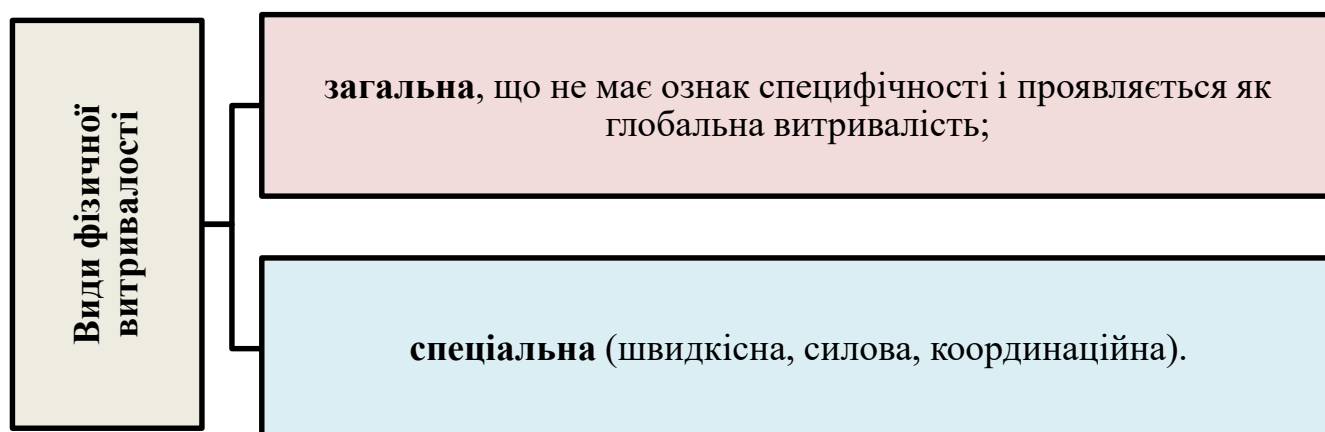 Види фізичної
витривалості
загальна, що не має ознак специфічності і проявляється як
глобальна витривалість;
спеціальна (швидкісна, силова, координаційна).